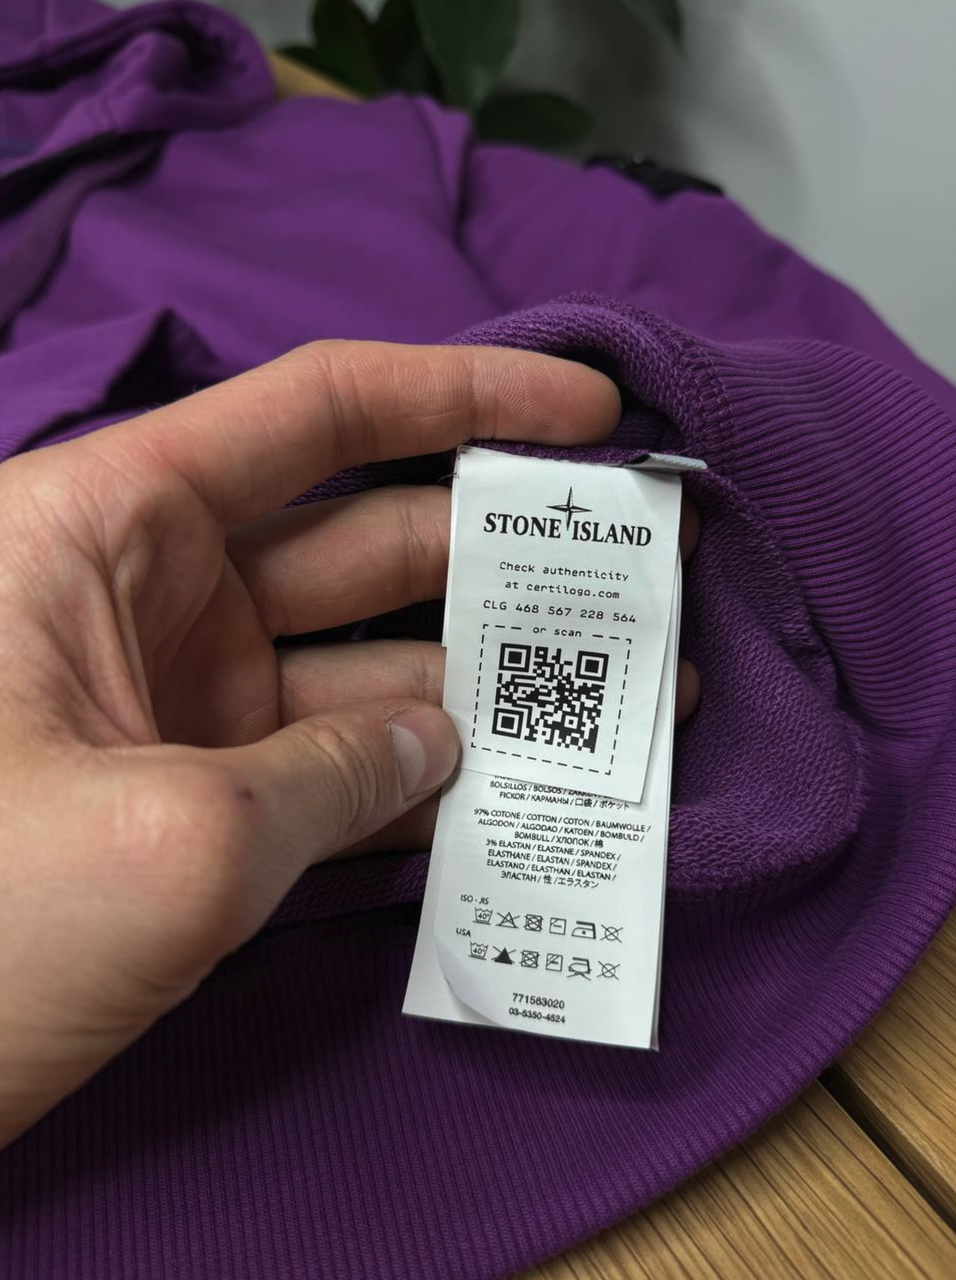 STONE ISLAND
Check authenticity
at certilogo.com
CLG 468 567 228 564
or scan
BOLSILLOS / BOLSOS / ZAKKEN /
FICKOR / КАРМАНЫ / 口袋 / ポケット
97% COTONE / COTTON / COTON / BAUMWOLLE /
ALGODON / ALGODAO / KATOEN / BOMBULD /
BOMBULL / ХЛОПОК / 棉
3% ELASTAN / ELASTANE / SPANDEX /
ELASTHANE / ELASTAN / SPANDEX /
ELASTANO / ELASTHAN / ELASTAN /
ЭЛАСТАН / 性 / エラスタン
ISO - JIS
40°
USA
40°
771563020
03-5350-4524